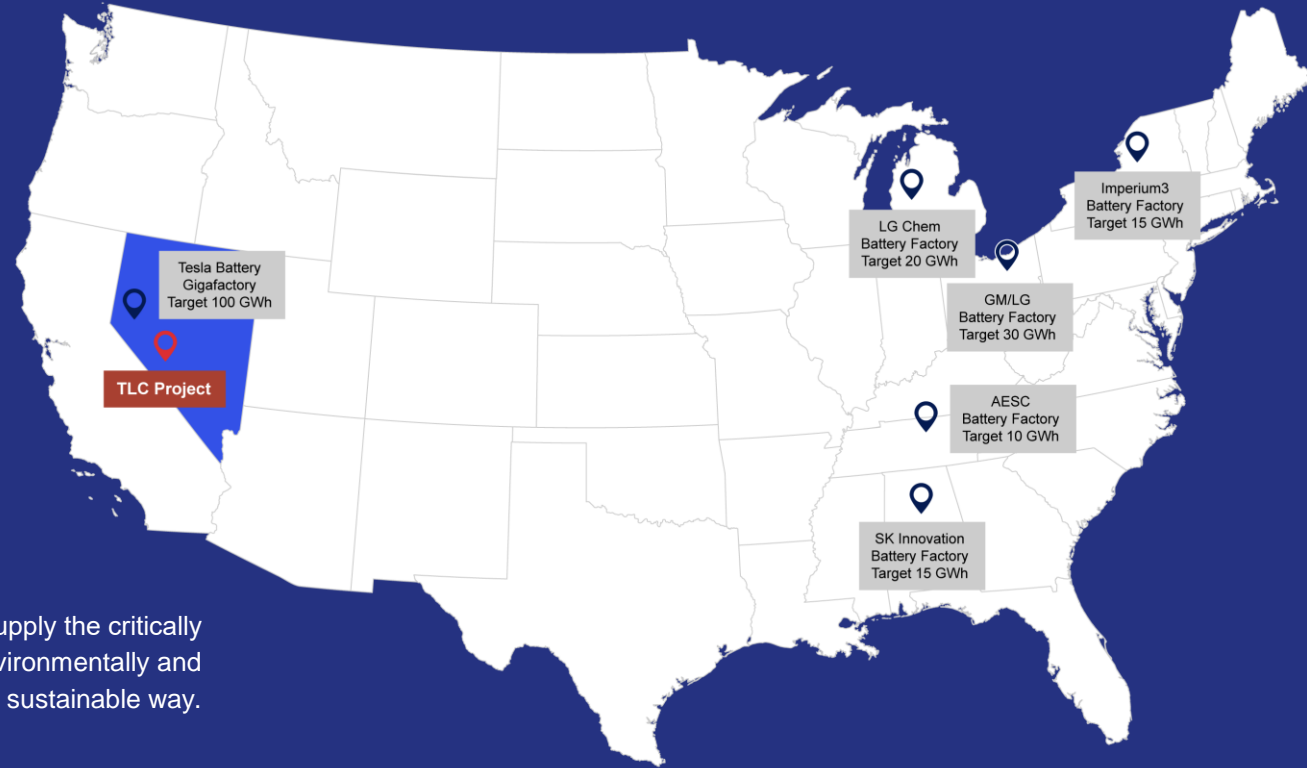 Tesla Battery
Gigafactory
Target 100 GWh
TLC Project
LG Chem
Battery Factory
Target 20 GWh
Imperium3
Battery Factory
Target 15 GWh
GM/LG
Battery Factory
Target 30 GWh
AESC
Battery Factory
Target 10 GWh
SK Innovation
Battery Factory
Target 15 GWh
the critically
and
sustainable way.